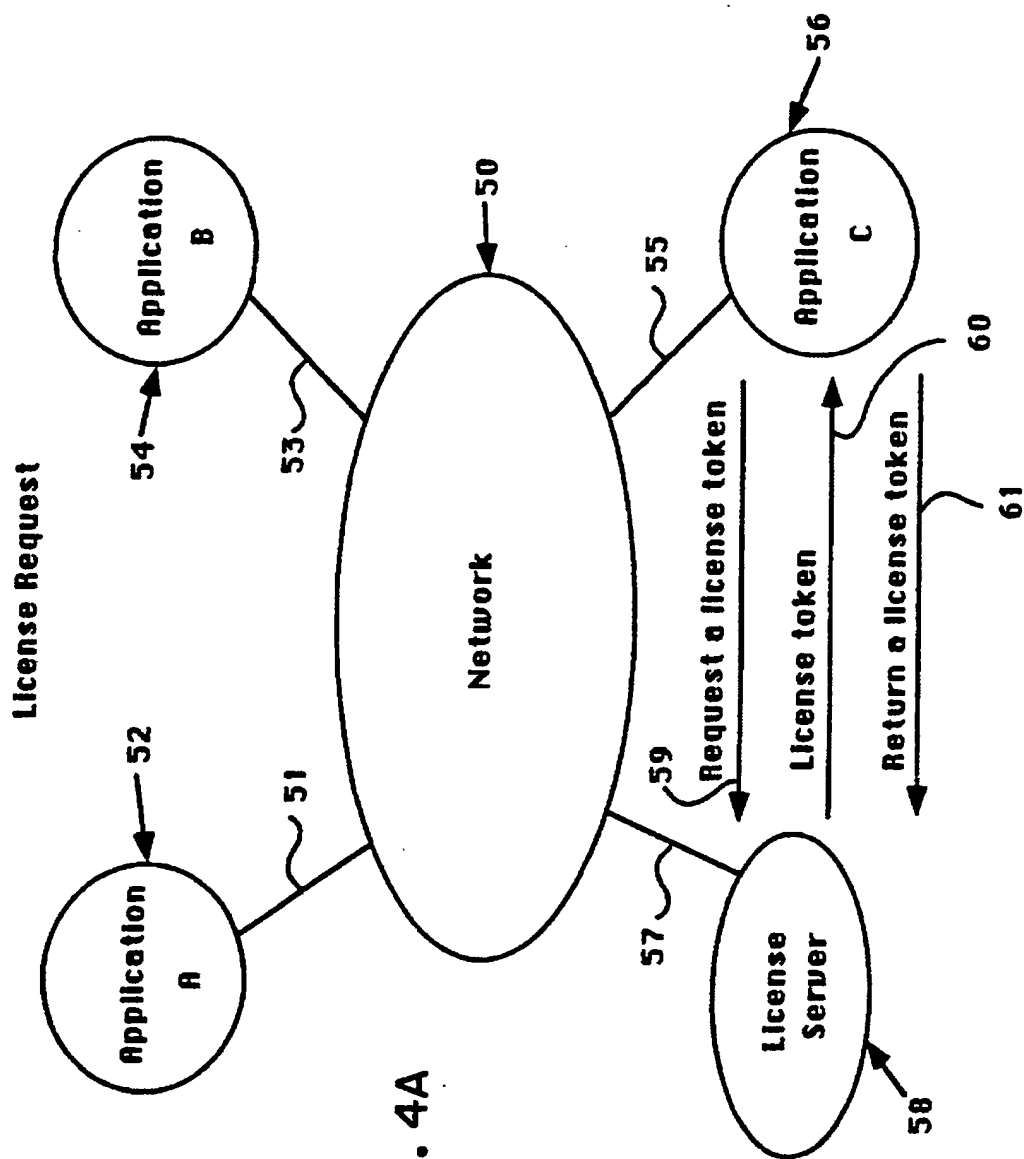 License Request
52
Application
A
51
54
Application
B
53
Network
50
57
55
License
Server
58
59
Request a license token
License token
60
Return a license token
61
Application
C
56
. 4A